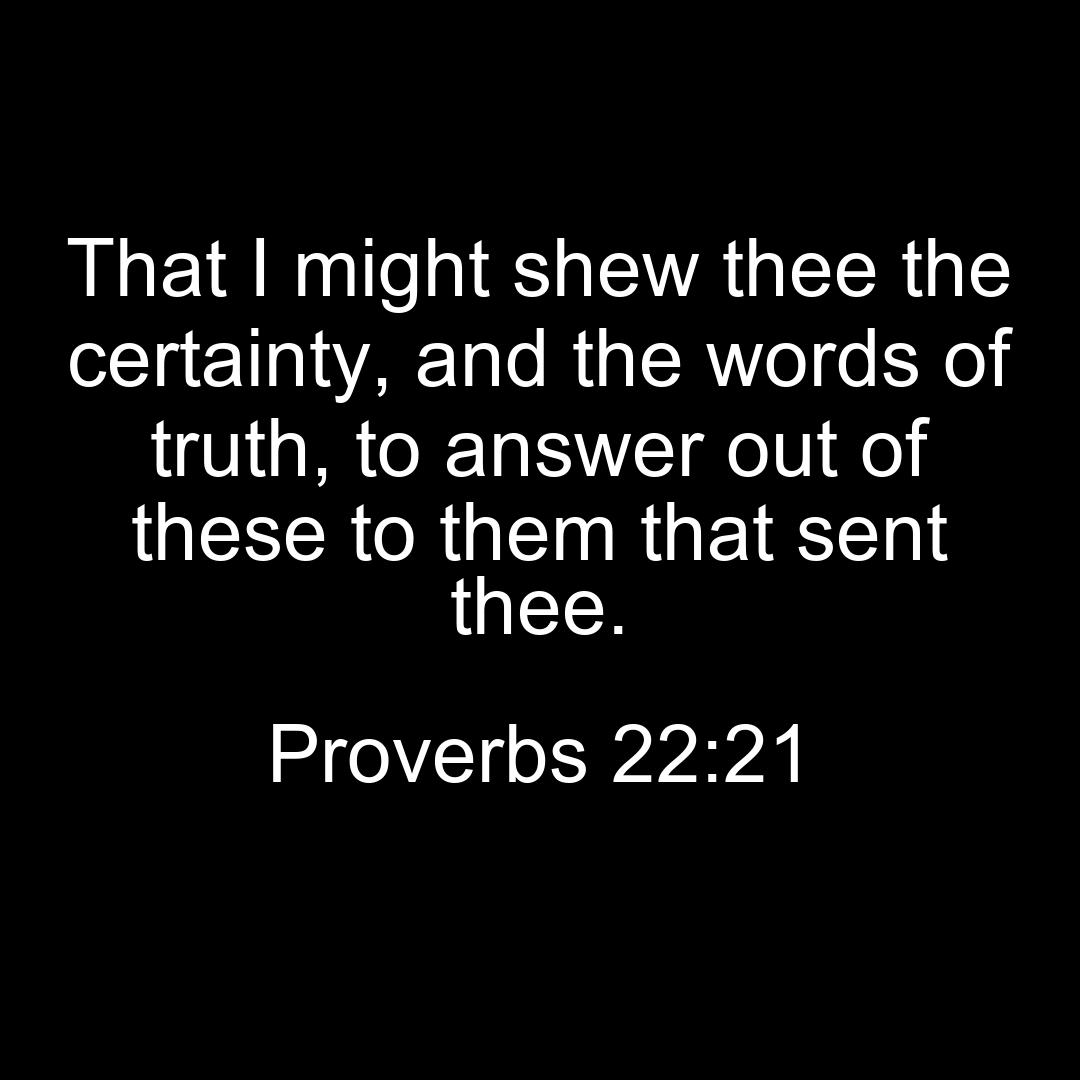 That I might shew thee the
certainty, and the words of
truth, to answer out of
these to them that sent
thee.
Proverbs 22:21